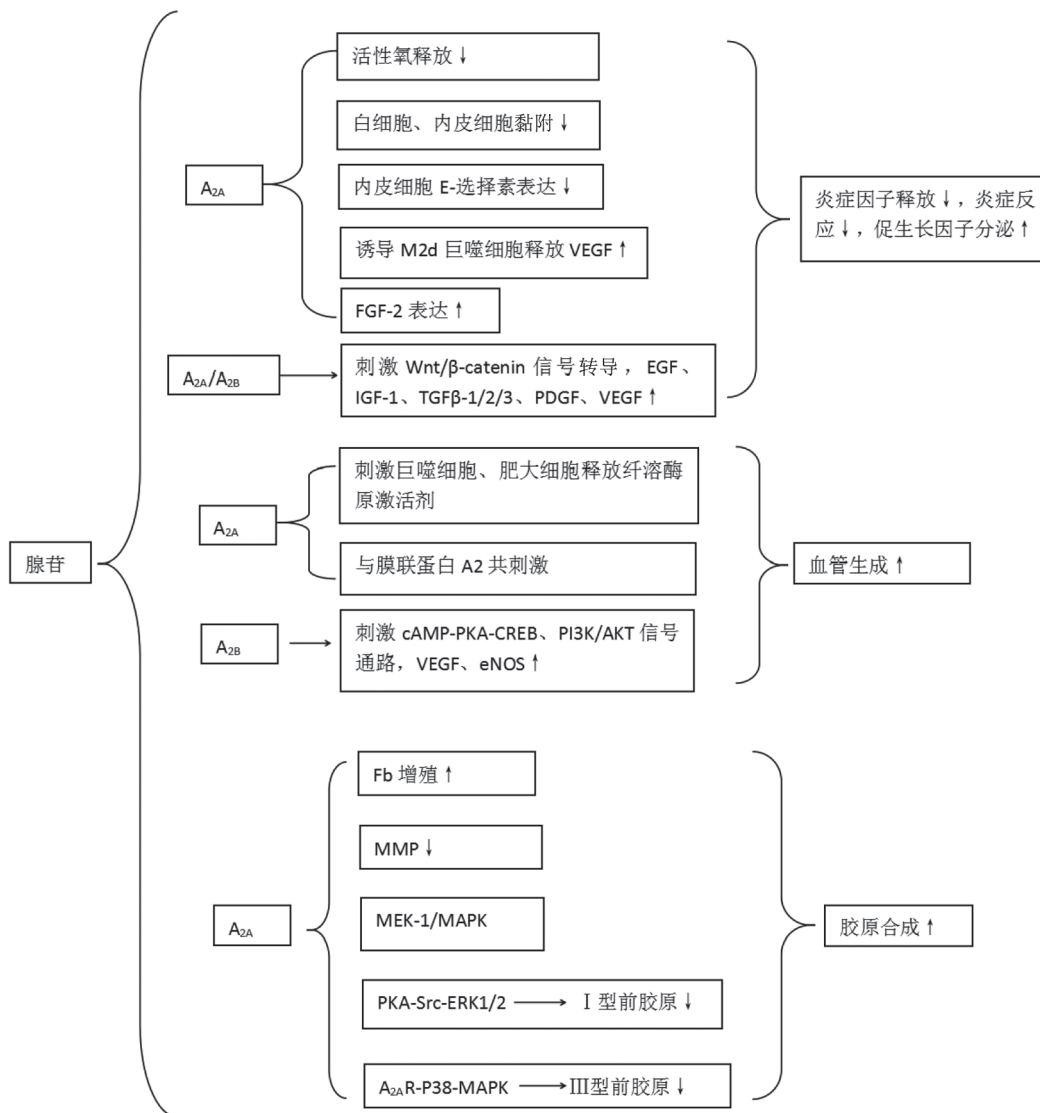 活性氧释放↓
白细胞、内皮细胞黏附↓
A2A
内皮细胞 E-选择素表达↓
炎症因子释放↓，炎症反
应↓，促生长因子分泌↑
诱导 M2d 巨噬细胞释放 VEGF↑
FGF-2 表达↑
A2A/A2B
刺激 Wnt/β-catenin 信号转导，EGF、
IGF-1、TGFβ-1/2/3、PDGF、VEGF↑
刺激巨噬细胞、肥大细胞释放纤溶酶
原激活剂
A2A
腺苷
与膜联蛋白 A2 共刺激
血管生成↑
A2B
刺激 cAMP-PKA-CREB、PI3K/AKT 信号
通路，VEGF、eNOS↑
Fb 增殖↑
MMP↓
A2A
MEK-1/MAPK
胶原合成↑
PKA-Src-ERK1/2 → Ⅰ型前胶原↓
A2AR-P38-MAPK → Ⅲ型前胶原↓